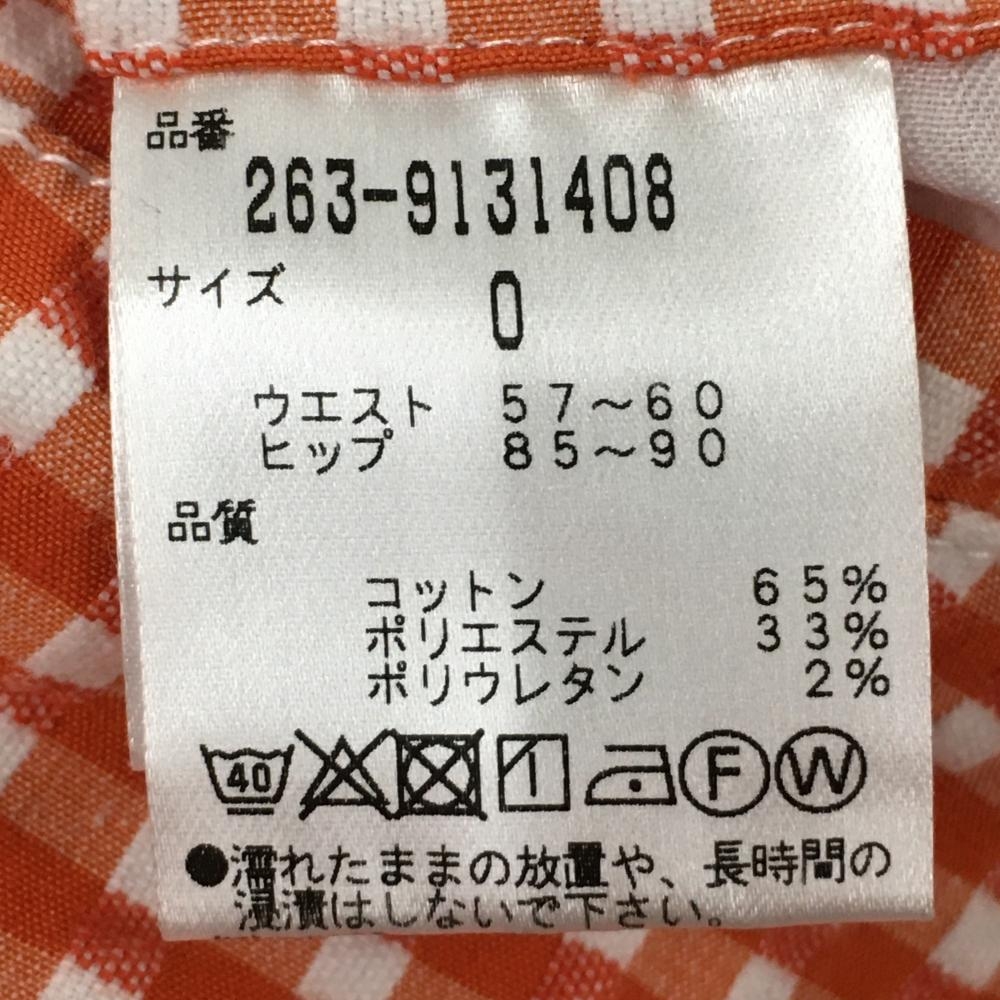 品番
263-9131408
サイズ 0
ウエスト 57～60
ヒップ 85～90
品質
コットン 65%
ポリエステル 33%
ポリウレタン 2%
40 F W
●濡れたままの放置や、長時間の
浸漬はしないで下さい。